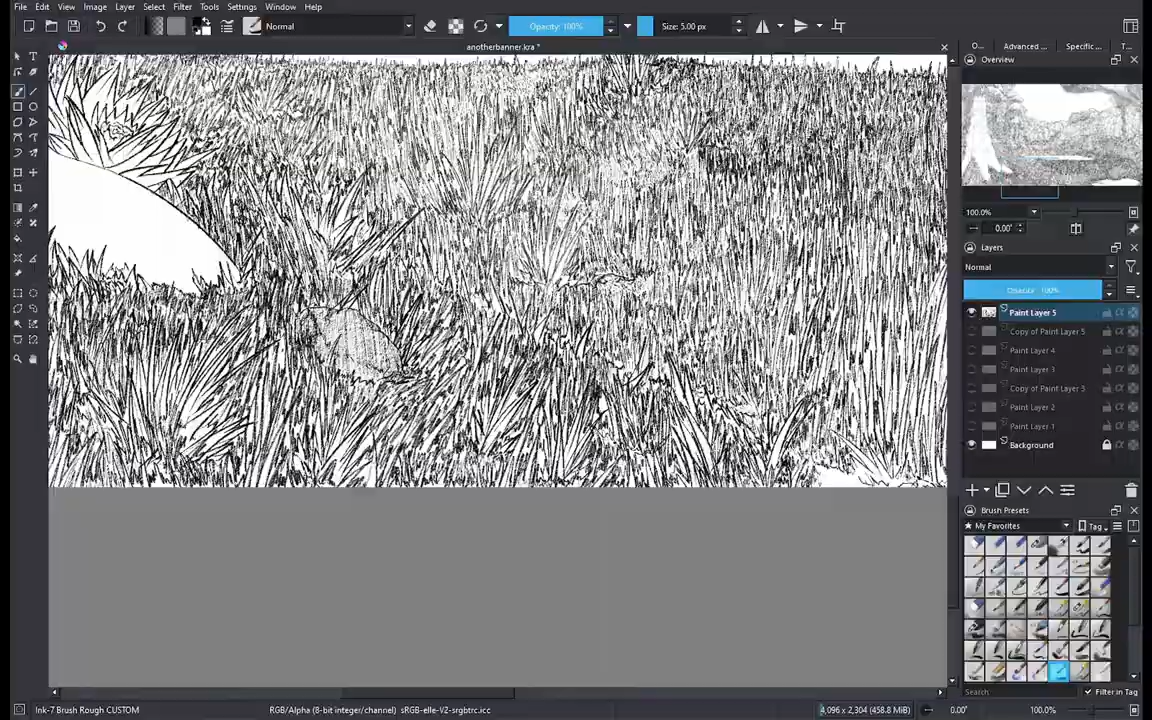 File Edit View Image Layer Select Filter Tools Settings Window Help
Normal
Opacity: 100%
Size: 5.00 px
anotherbanner.kra *
O... Advanced ... Specific ... T...
Overview
100.0%
0.00°
Layers
Normal
Opacity: 100%
Paint Layer 5
Copy of Paint Layer 5
Paint Layer 4
Paint Layer 3
Copy of Paint Layer 3
Paint Layer 2
Paint Layer 1
Background
Brush Presets
My Favorites
Tag
Search
Filter in Tag
Ink-7 Brush Rough CUSTOM
RGB/Alpha (8-bit integer/channel) sRGB-elle-V2-srgbtrc.icc
4,096 x 2,304 (458.8 MiB)
0.00°
100.0%